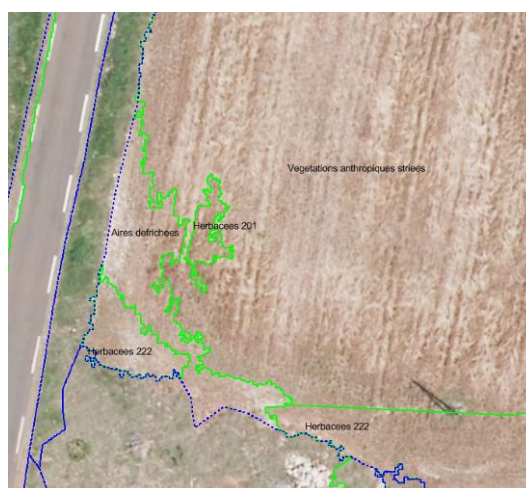 Vegetations anthropiques striees
Herbacees 201
Aires defrichees
Herbacees 222
Herbacees 222